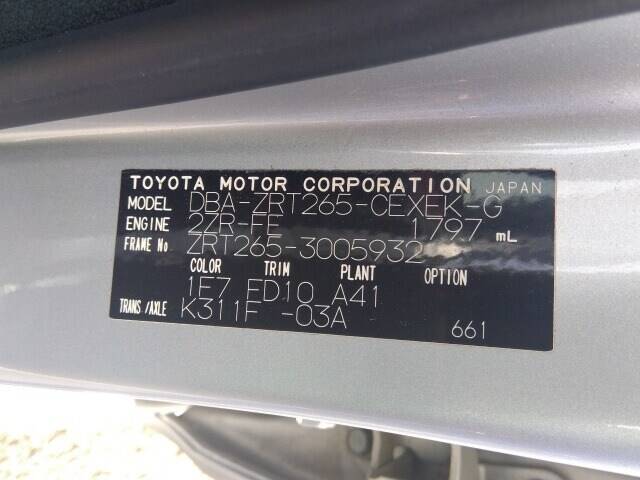 TOYOTA MOTOR CORPORATION JAPAN
MODEL DBA-ZRT265-CEXEK-G
ENGINE 2ZR-FE 1797 mL
FRAME No ZRT265-3005932
COLOR TRIM PLANT OPTION
1E7 FD10 A41
TRANS/AXLE K311F -03A
661